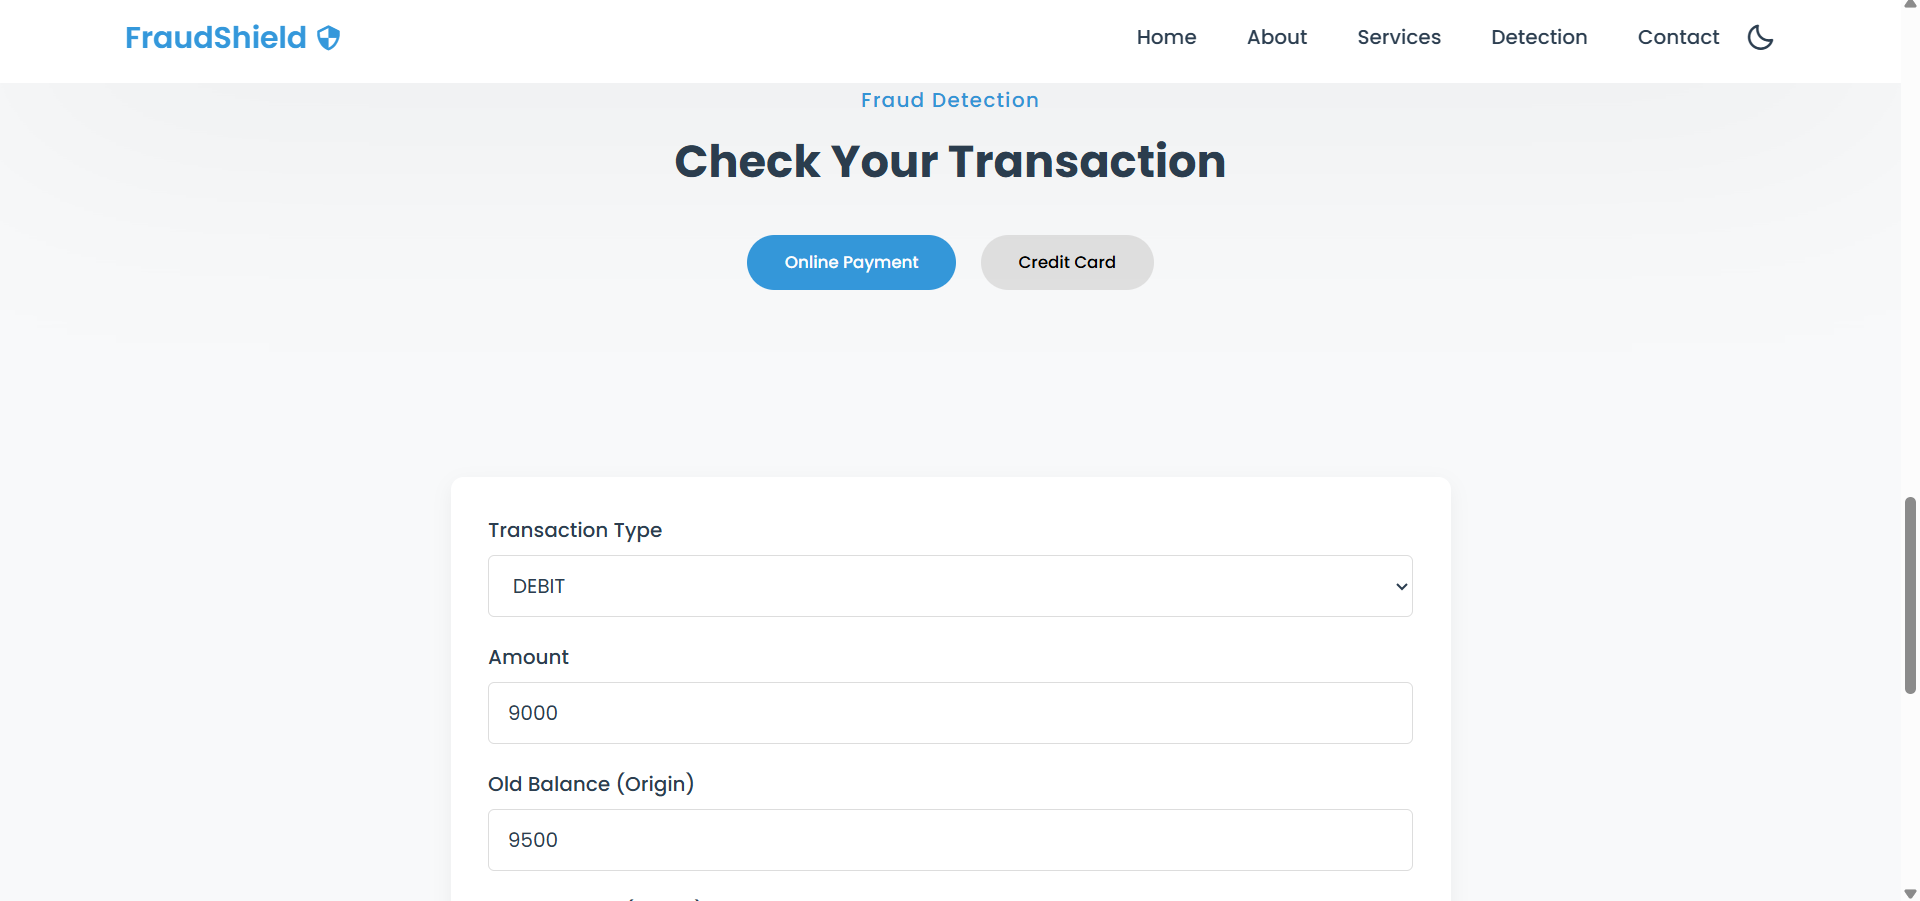 FraudShield
Home About Services Detection Contact
Fraud Detection
Check Your Transaction
Online Payment Credit Card
Transaction Type
DEBIT
Amount
9000
Old Balance (Origin)
9500